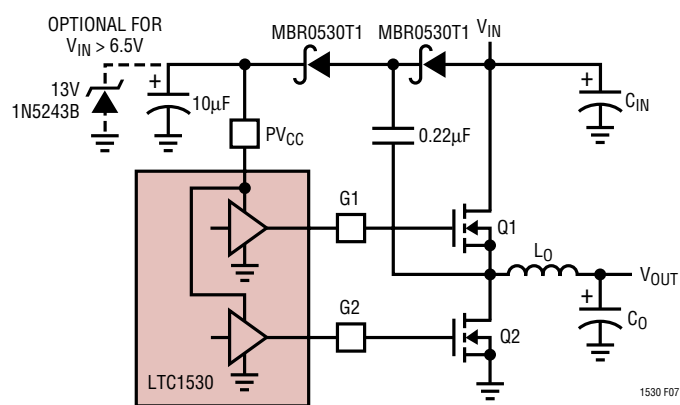 OPTIONAL FOR
VIN > 6.5V
MBR0530T1
MBR0530T1
VIN
13V
1N5243B
+
10µF
PVCC
0.22µF
+
CIN
G1
Q1
LO
VOUT
+
CO
G2
Q2
LTC1530
1530 F07